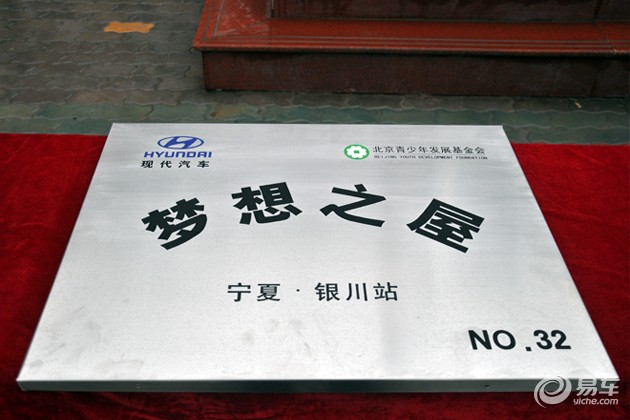 HYUNDAI
现代汽车
北京青少年发展基金会
BEIJING YOUTH DEVELOPMENT FOUNDATION
梦想之屋
宁夏·银川站
NO.32
易车
yiche.com